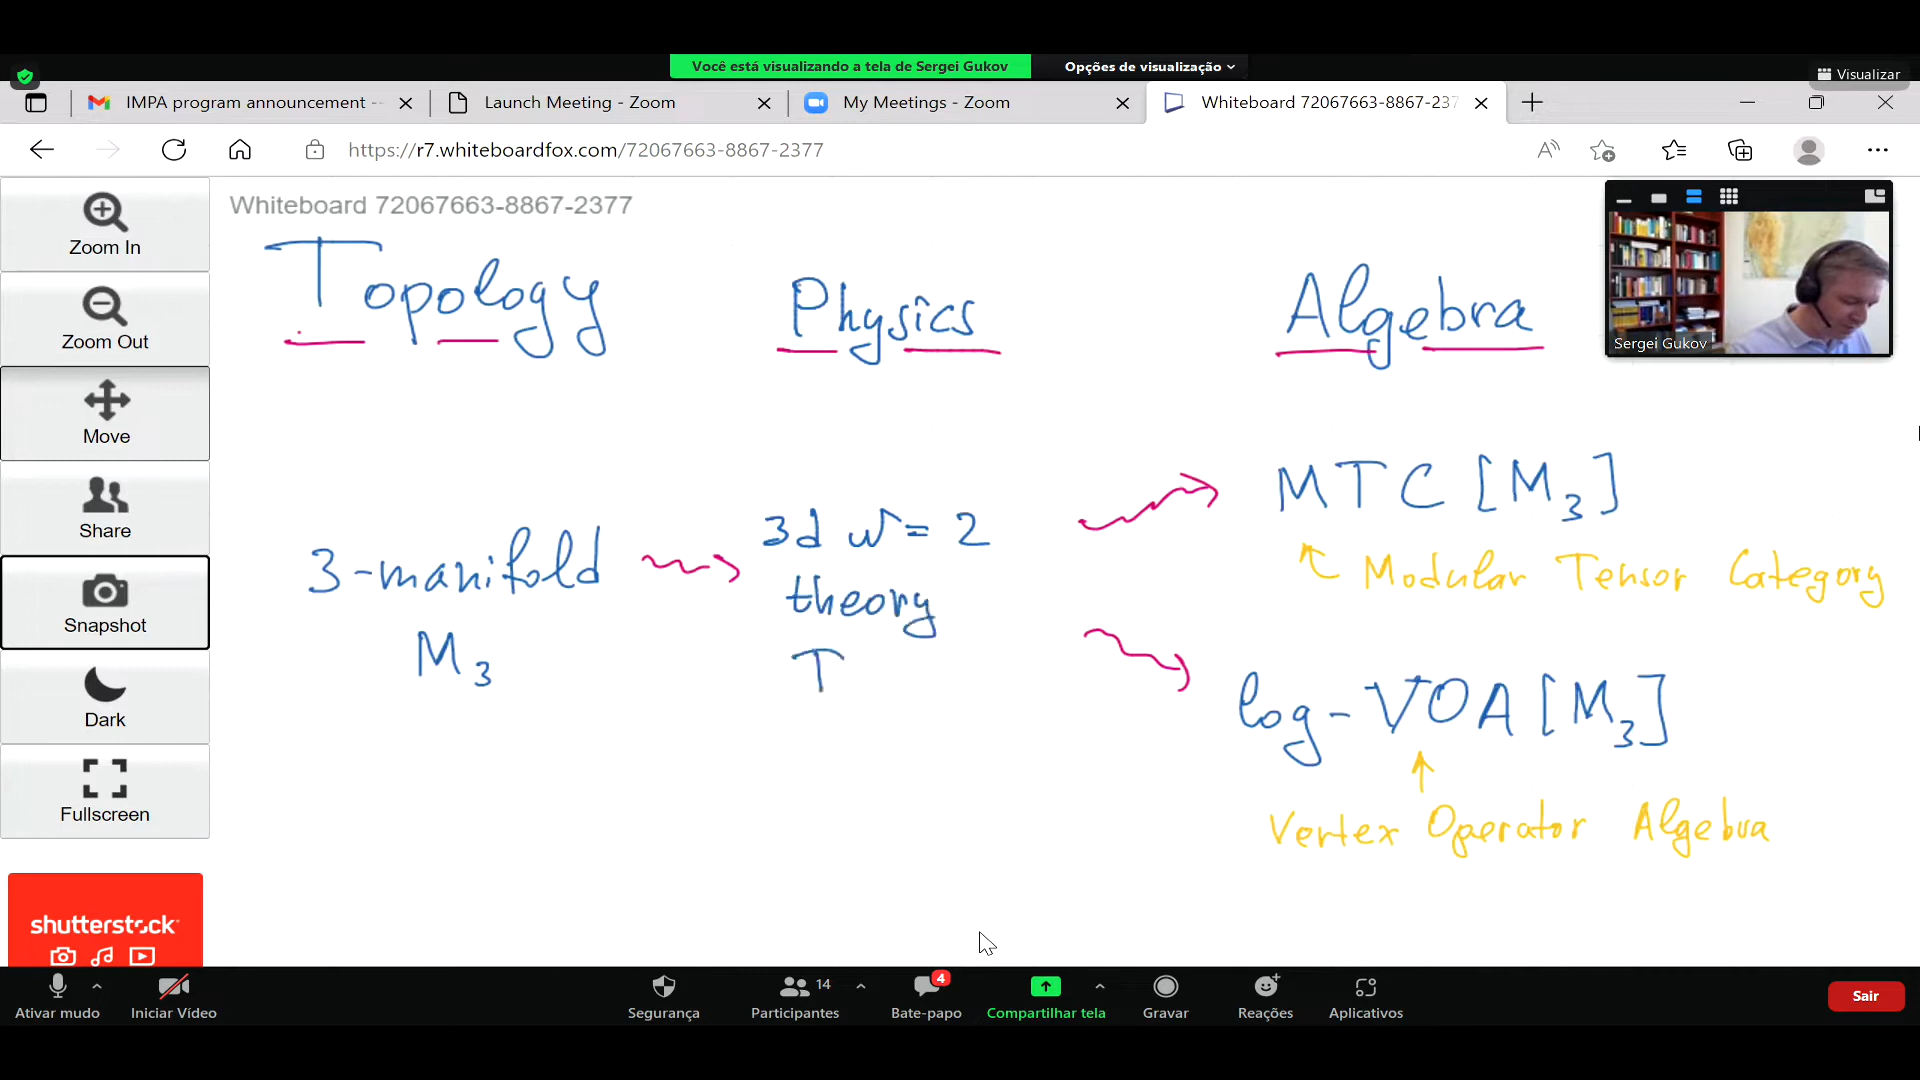 Você está visualizando a tela de Sergei Gukov
Opções de visualização
Visualizar
IMPA program announcement -
Launch Meeting - Zoom
My Meetings - Zoom
Whiteboard 72067663-8867-237
https://r7.whiteboardfox.com/72067663-8867-2377
Whiteboard 72067663-8867-2377
Zoom In
Zoom Out
Move
Share
Snapshot
Dark
Fullscreen
shutterstock
Topology Physics Algebra
Sergei Gukov
MTC [M₃]
Modular Tensor Category
3-manifold
M₃
3d N = 2
theory
T
log-VOA [M₃]
Vertex Operator Algebra
Ativar mudo
Iniciar Vídeo
Segurança
14
Participantes
4
Bate-papo
Compartilhar tela
Gravar
Reações
Aplicativos
Sair